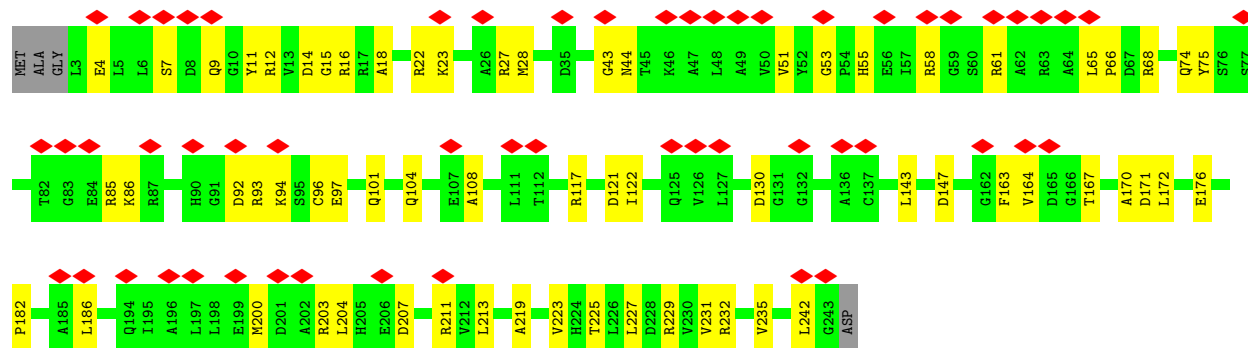 MET ALA GLY L3 E4 L5 L6 S7 D8 Q9 G10 Y11 R12 V13 D14 G15 R16 R17 A18 R22 K23 A26 R27 M28 D35 G43 N44 T45 K46 A47 L48 A49 V50 V51 Y52 G53 P54 H55 E56 I57 R58 G59 S60 R61 A62 R63 A64 L65 P66 D67 R68 Q74 Y75 S76 S77
T82 G83 E84 R85 K86 R87 H90 G91 D92 R93 K94 S95 C96 E97 Q101 Q104 E107 A108 L111 T112 R117 D121 I122 Q125 V126 L127 D130 G131 G132 A136 C137 L143 D147 G162 F163 V164 D165 G166 T167 A170 D171 L172 E176
P182 A185 L186 Q194 I195 A196 L197 L198 E199 M200 D201 A202 R203 L204 H205 E206 D207 R211 V212 L213 A219 V223 H224 T225 L226 L227 D228 R229 V230 V231 R232 V235 L242 G243 ASP